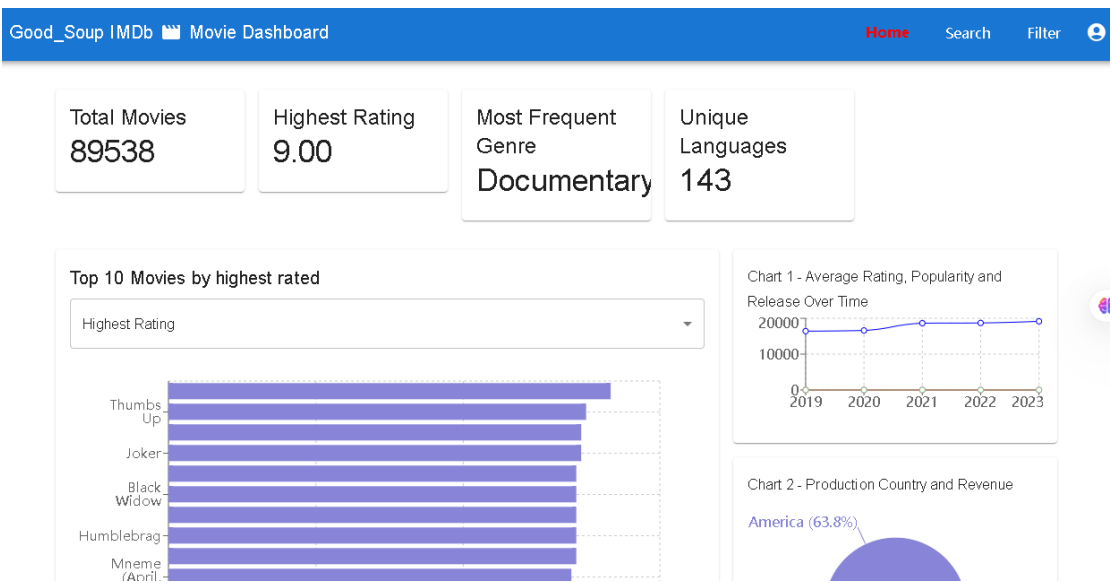 Good_Soup IMDb 🎬 Movie Dashboard
Home
Search
Filter
Total Movies
89538
Highest Rating
9.00
Most Frequent
Genre
Documentary
Unique
Languages
143
Top 10 Movies by highest rated
Highest Rating
Thumbs
Up
Joker
Black
Widow
Humblebrag
Mneme
(April,
Chart 1 - Average Rating, Popularity and
Release Over Time
20000
10000
0
2019 2020 2021 2022 2023
Chart 2 - Production Country and Revenue
America (63.8%)